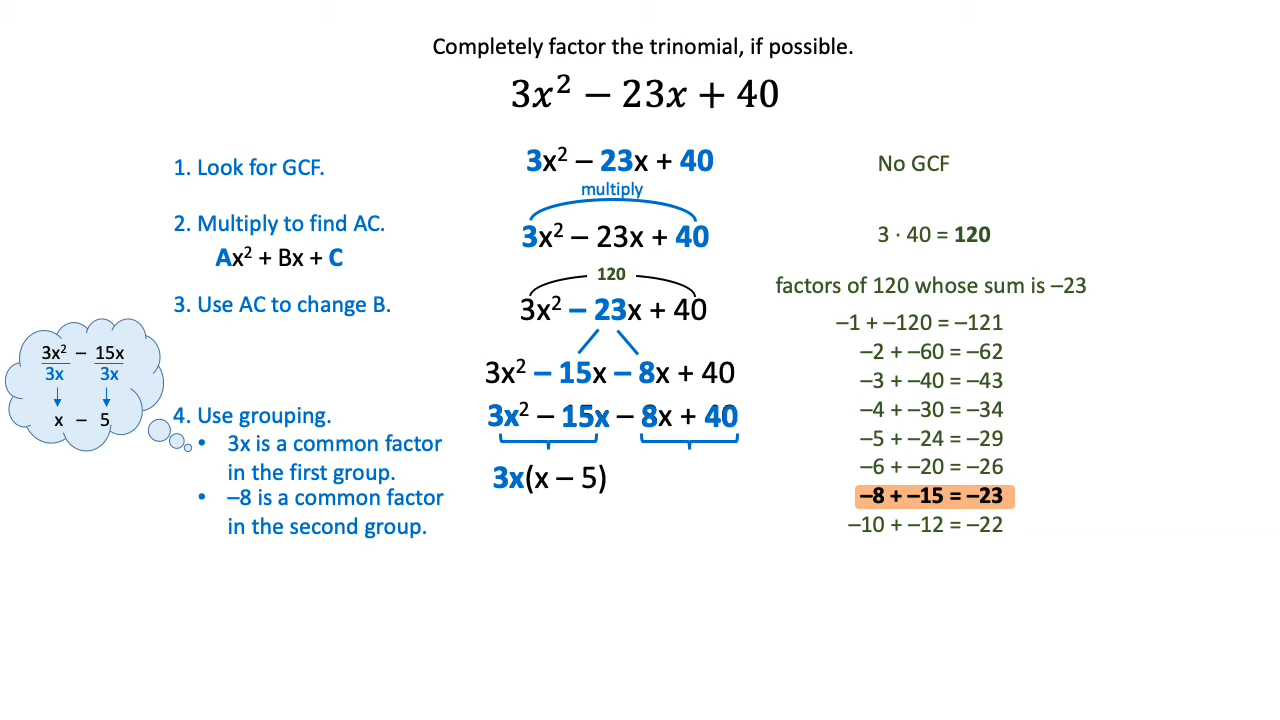 Completely factor the trinomial, if possible.
3x² − 23x + 40
1. Look for GCF.
3x² – 23x + 40
No GCF
multiply
2. Multiply to find AC.
Ax² + Bx + C
3x² – 23x + 40
3 · 40 = 120
120
3. Use AC to change B.
3x² – 23x + 40
factors of 120 whose sum is –23
–1 + –120 = –121
–2 + –60 = –62
–3 + –40 = –43
–4 + –30 = –34
–5 + –24 = –29
–6 + –20 = –26
–8 + –15 = –23
–10 + –12 = –22
3x² – 15x – 8x + 40
3x² – 15x
3x 3x
x – 5
4. Use grouping.
3x² – 15x – 8x + 40
• 3x is a common factor
in the first group.
• –8 is a common factor
in the second group.
3x(x – 5)